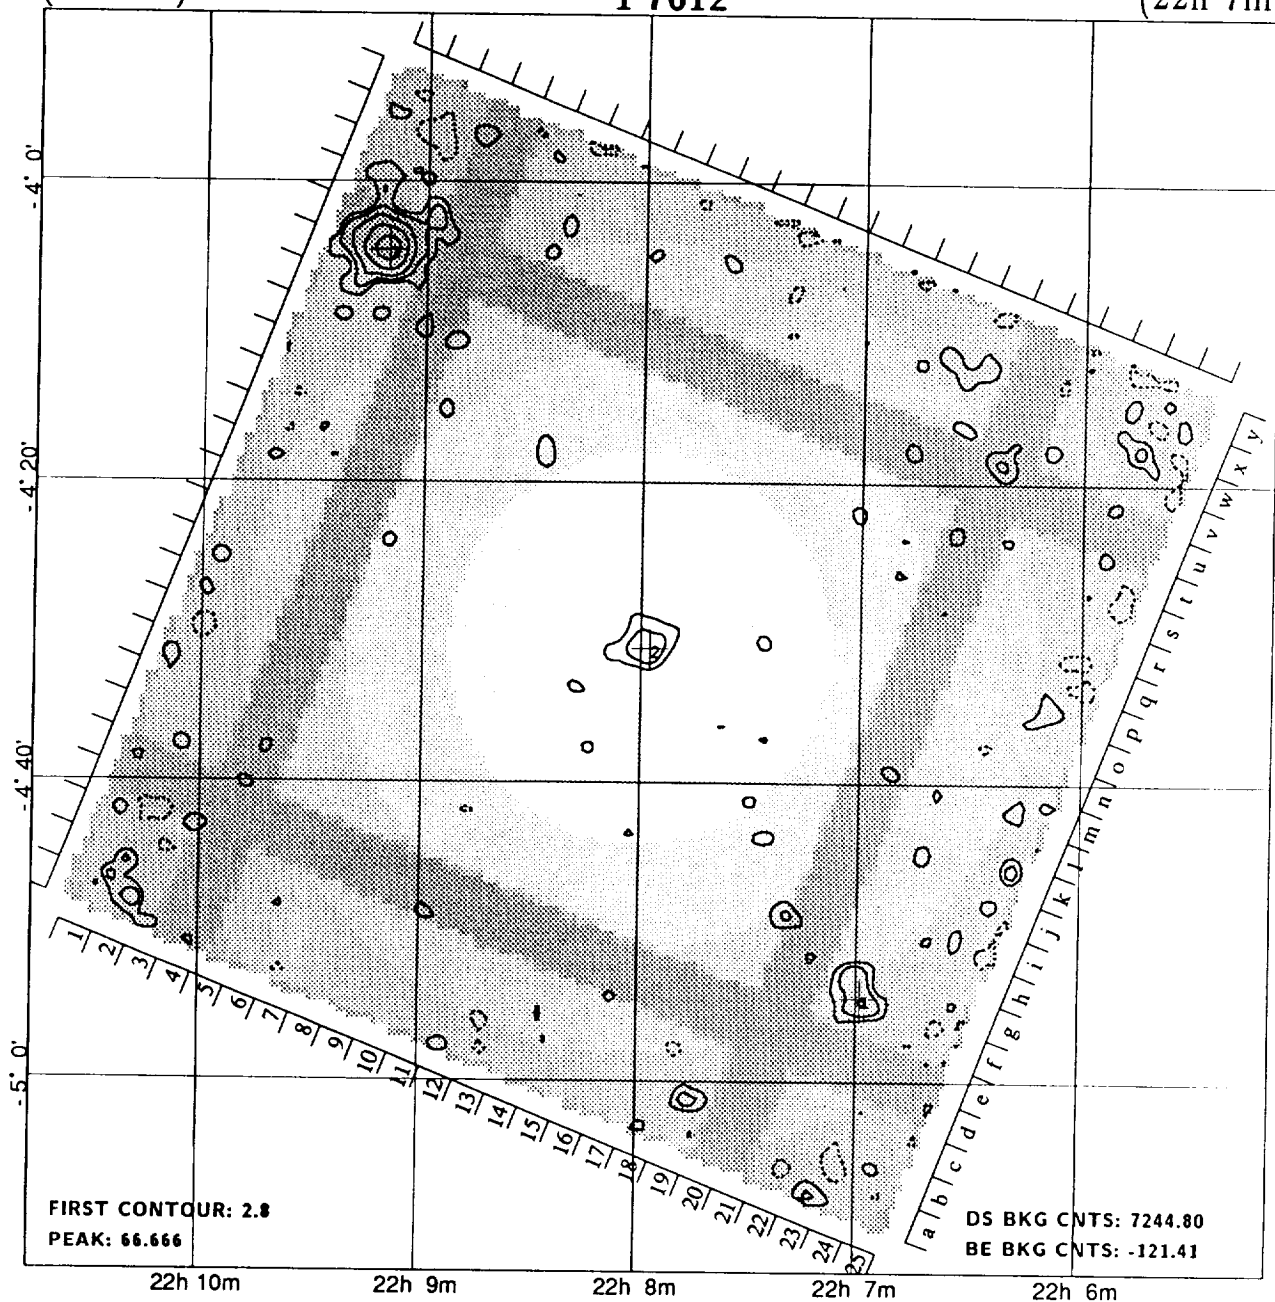 I 7612
(22h 7m
-4° 0'
-4° 20'
-4° 40'
-5° 0'
y
x
w
v
u
t
s
r
q
p
o
n
m
l
k
j
i
h
g
f
e
d
c
b
a
1 2 3 4 5 6 7 8 9 10 11 12 13 14 15 16 17 18 19 20 21 22 23 24 25
2
1
FIRST CONTOUR: 2.8
PEAK: 66.666
DS BKG CNTS: 7244.80
BE BKG CNTS: -121.41
22h 10m 22h 9m 22h 8m 22h 7m 22h 6m